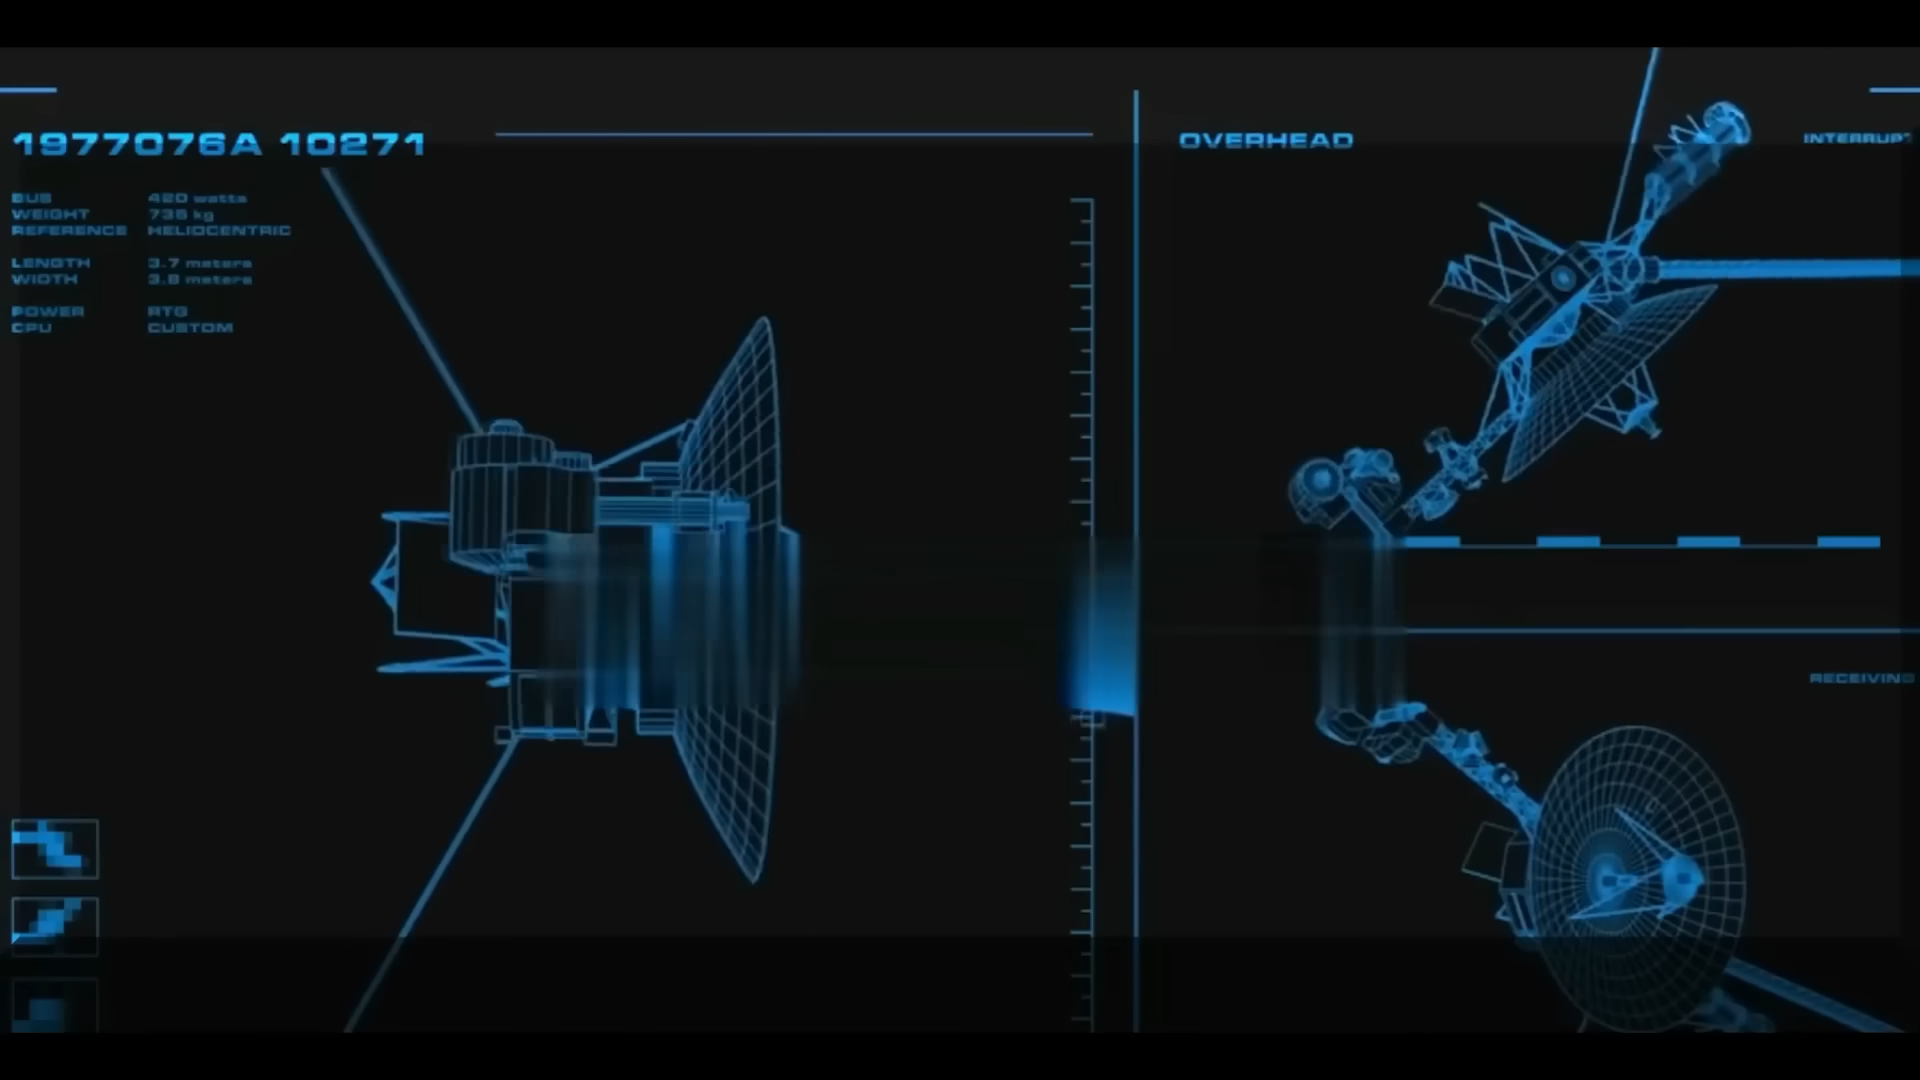 1977076A 10271
BUS 420 watts
WEIGHT 735 kg
REFERENCE HELIOCENTRIC
LENGTH 3.7 meters
WIDTH 3.8 meters
POWER RTG
CPU CUSTOM
OVERHEAD
INTERRUPT
RECEIVING